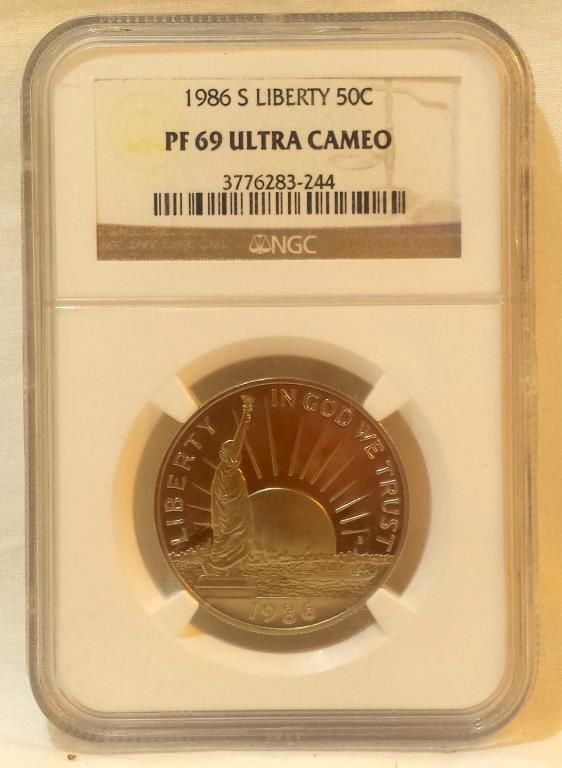 1986 S LIBERTY 50C
PF 69 ULTRA CAMEO
3776283-244
NGC
LIBERTY
IN GOD WE TRUST
S
1986